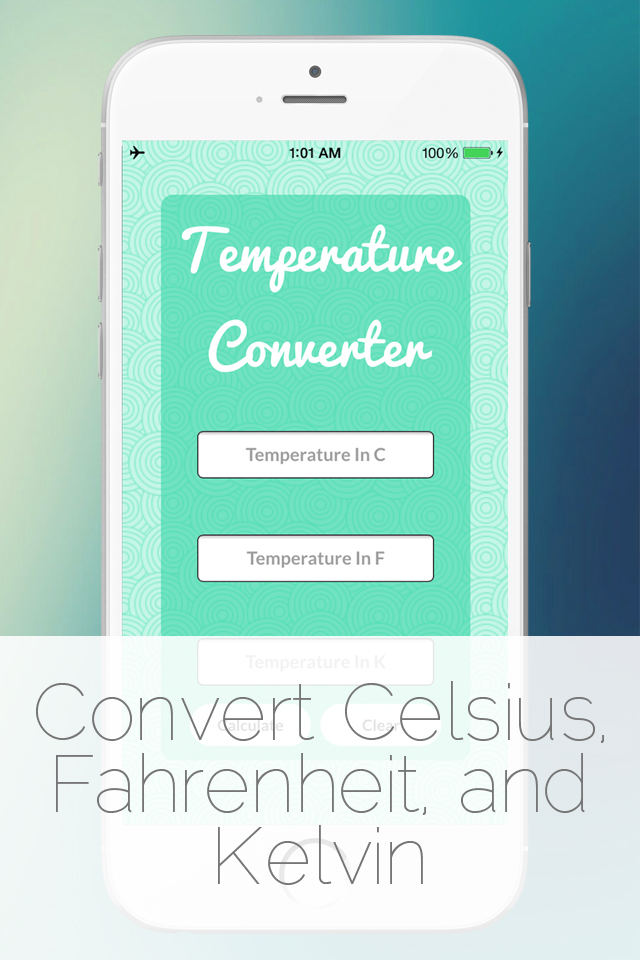 1:01 AM 100%
Temperature
Converter
Temperature In C
Temperature In F
Temperature In K
Calculate Clear
Convert Celsius,
Fahrenheit, and
Kelvin